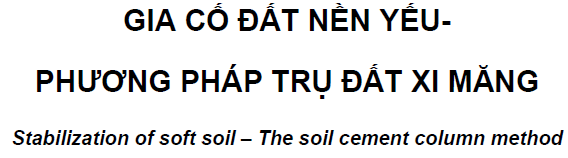 GIA CỐ ĐẤT NỀN YẾU-
PHƯƠNG PHÁP TRỤ ĐẤT XI MĂNG
Stabilization of soft soil – The soil cement column method